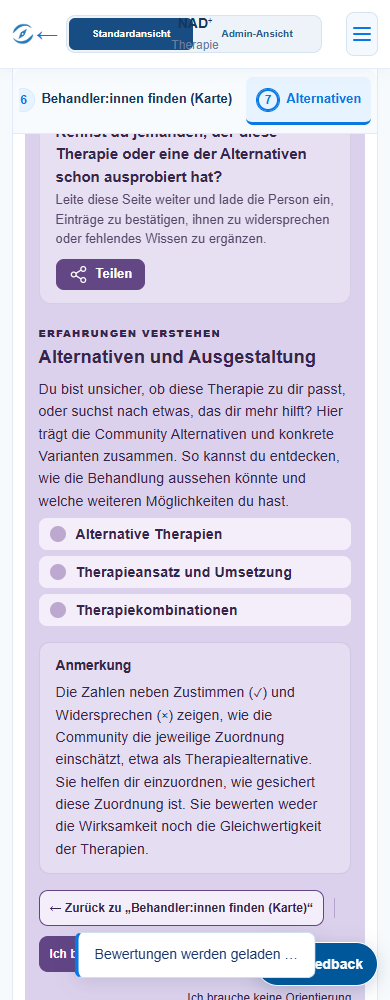 NAD⁺
Standardansicht
Admin-Ansicht
Therapie
6 Behandler:innen finden (Karte)
7 Alternativen
Kennst du jemanden, der diese
Therapie oder eine der Alternativen
schon ausprobiert hat?
Leite diese Seite weiter und lade die Person ein,
Einträge zu bestätigen, ihnen zu widersprechen
oder fehlendes Wissen zu ergänzen.
Teilen
ERFAHRUNGEN VERSTEHEN
Alternativen und Ausgestaltung
Du bist unsicher, ob diese Therapie zu dir passt,
oder suchst nach etwas, das dir mehr hilft? Hier
trägt die Community Alternativen und konkrete
Varianten zusammen. So kannst du entdecken,
wie die Behandlung aussehen könnte und
welche weiteren Möglichkeiten du hast.
Alternative Therapien
Therapieansatz und Umsetzung
Therapiekombinationen
Anmerkung
Die Zahlen neben Zustimmen (✓) und
Widersprechen (×) zeigen, wie die
Community die jeweilige Zuordnung
einschätzt, etwa als Therapiealternative.
Sie helfen dir einzuordnen, wie gesichert
diese Zuordnung ist. Sie bewerten weder
die Wirksamkeit noch die Gleichwertigkeit
der Therapien.
← Zurück zu „Behandler:innen finden (Karte)“
Ich
Bewertungen werden geladen …
edback
Ich brauche keine Orientierung